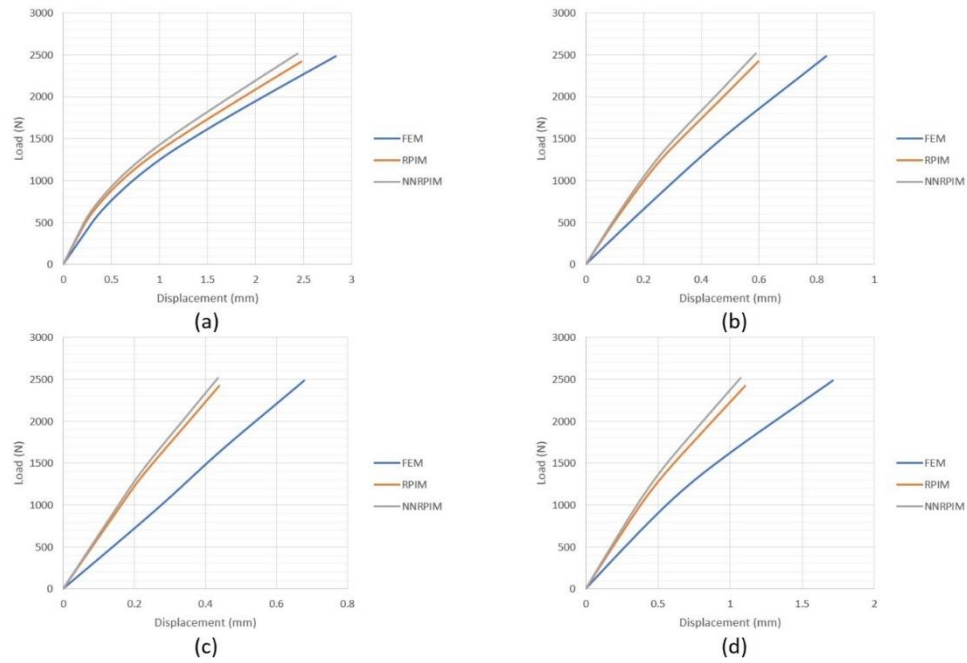 3000
2500
2000
1500
1000
500
0
Load (N)
0 0.5 1 1.5 2 2.5 3
Displacement (mm)
FEM
RPIM
NNRPIM
(a)
3000
2500
2000
1500
1000
500
0
Load (N)
0 0.2 0.4 0.6 0.8 1
Displacement (mm)
FEM
RPIM
NNRPIM
(b)
3000
2500
2000
1500
1000
500
0
Load (N)
0 0.2 0.4 0.6 0.8
Displacement (mm)
FEM
RPIM
NNRPIM
(c)
3000
2500
2000
1500
1000
500
0
Load (N)
0 0.5 1 1.5 2
Displacement (mm)
FEM
RPIM
NNRPIM
(d)